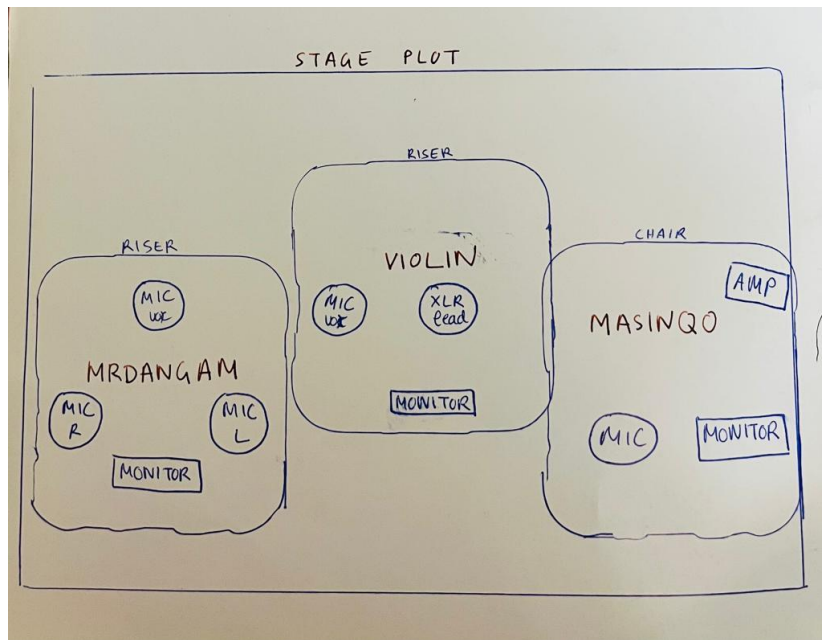 STAGE PLOT
RISER
MIC
VOX
MRDANGAM
MIC
R
MIC
L
MONITOR
RISER
VIOLIN
MIC
VOX
XLR
lead
MONITOR
CHAIR
AMP
MASINQO
MIC
MONITOR